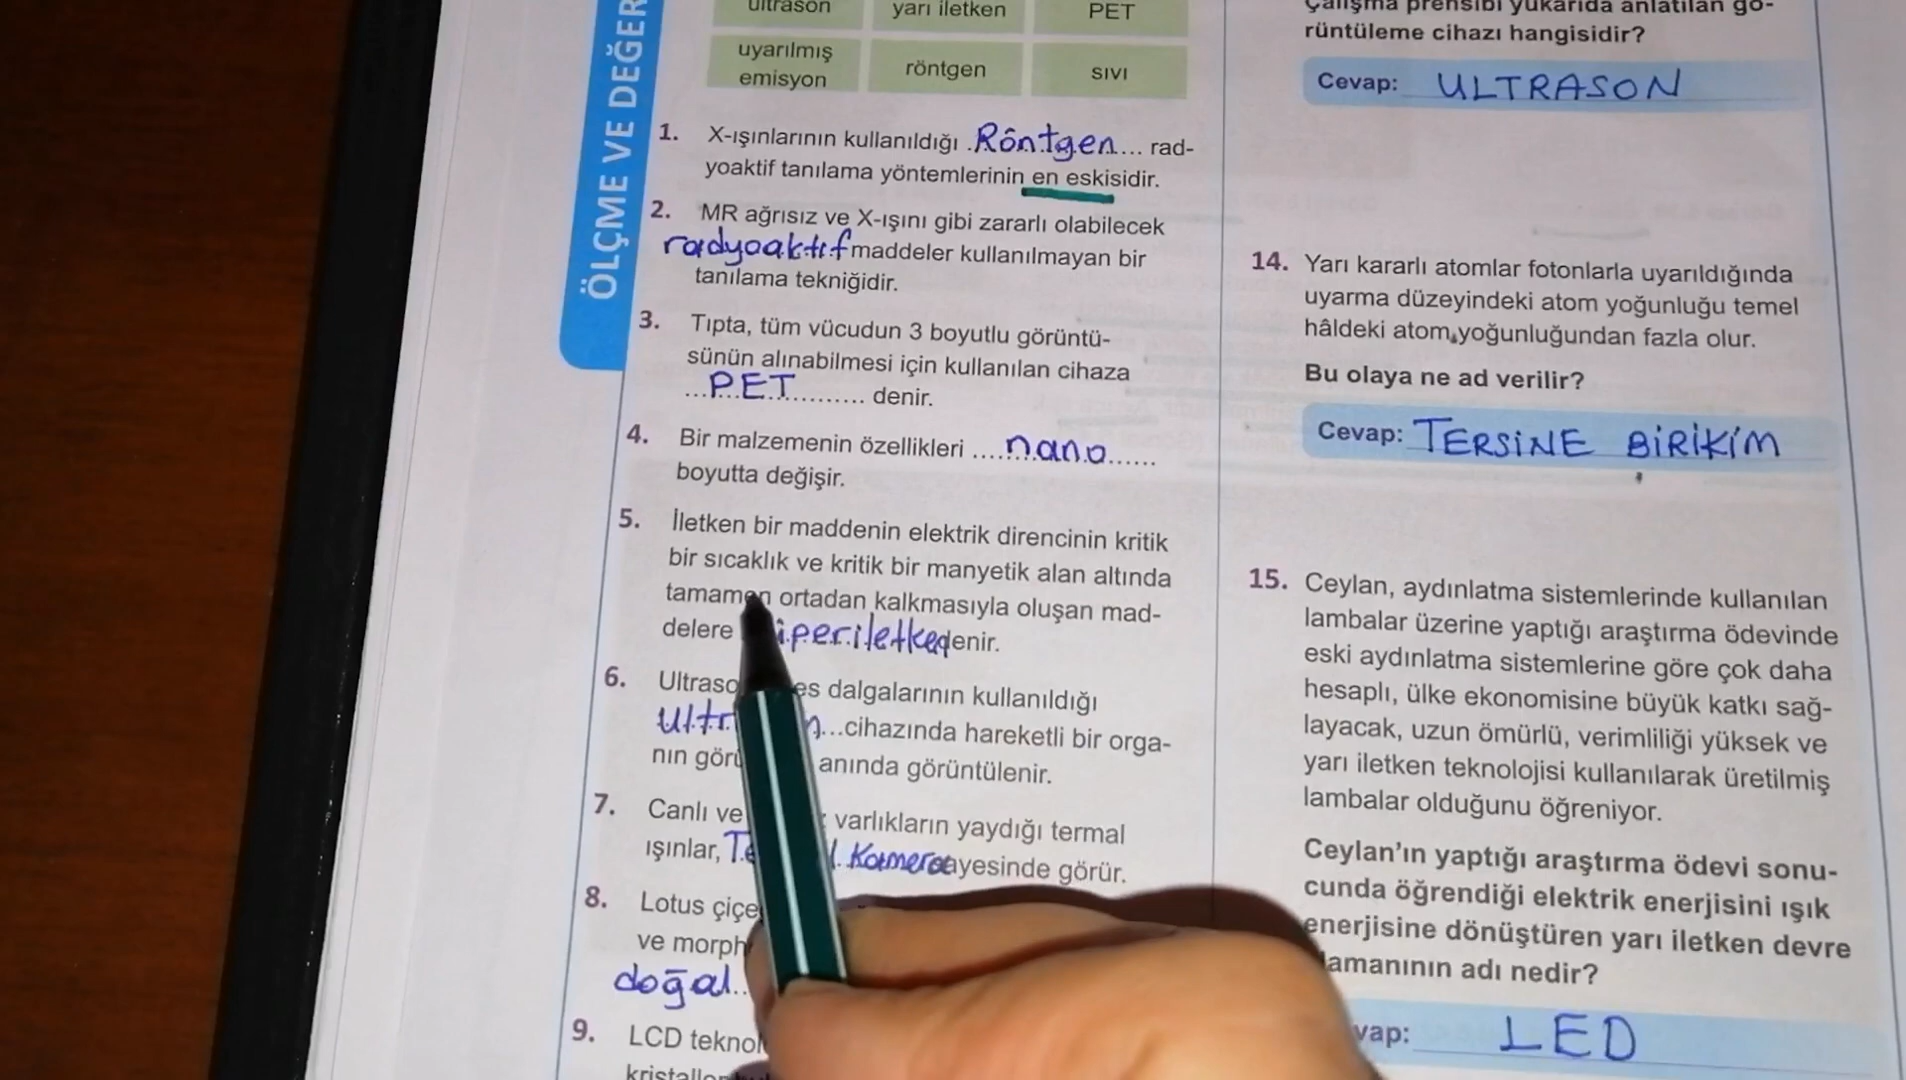 ÖLÇME VE DEĞER
ultrason
yarı iletken
PET
uyarılmış
emisyon
röntgen
sıvı
1. X-ışınlarının kullanıldığı .Röntgen... rad-
yoaktif tanılama yöntemlerinin en eskisidir.
2. MR ağrısız ve X-ışını gibi zararlı olabilecek
radyoaktif maddeler kullanılmayan bir
tanılama tekniğidir.
3. Tıpta, tüm vücudun 3 boyutlu görüntü-
sünün alınabilmesi için kullanılan cihaza
...PET.......... denir.
4. Bir malzemenin özellikleri ....nano......
boyutta değişir.
5. İletken bir maddenin elektrik direncinin kritik
bir sıcaklık ve kritik bir manyetik alan altında
tamamen ortadan kalkmasıyla oluşan mad-
delere denir.
6. es dalgalarının kullanıldığı
...cihazında hareketli bir orga-
nın anında görüntülenir.
7. Canlı ve varlıkların yaydığı termal
ışınlar, Kamera ayesinde görür.
8. Lotus
ve
doğal..
9. LCD
Çalışma prensibi yukarıda anlatılan gö-
rüntüleme cihazı hangisidir?
Cevap: ULTRASON
14. Yarı kararlı atomlar fotonlarla uyarıldığında
uyarma düzeyindeki atom yoğunluğu temel
hâldeki atom yoğunluğundan fazla olur.
Bu olaya ne ad verilir?
Cevap: TERSİNE BİRİKİM
15. Ceylan, aydınlatma sistemlerinde kullanılan
lambalar üzerine yaptığı araştırma ödevinde
eski aydınlatma sistemlerine göre çok daha
hesaplı, ülke ekonomisine büyük katkı sağ-
layacak, uzun ömürlü, verimliliği yüksek ve
yarı iletken teknolojisi kullanılarak üretilmiş
lambalar olduğunu öğreniyor.
Ceylan'ın yaptığı araştırma ödevi sonu-
cunda öğrendiği elektrik enerjisini ışık
enerjisine dönüştüren yarı iletken devre
lamanının adı nedir?
vap: LED